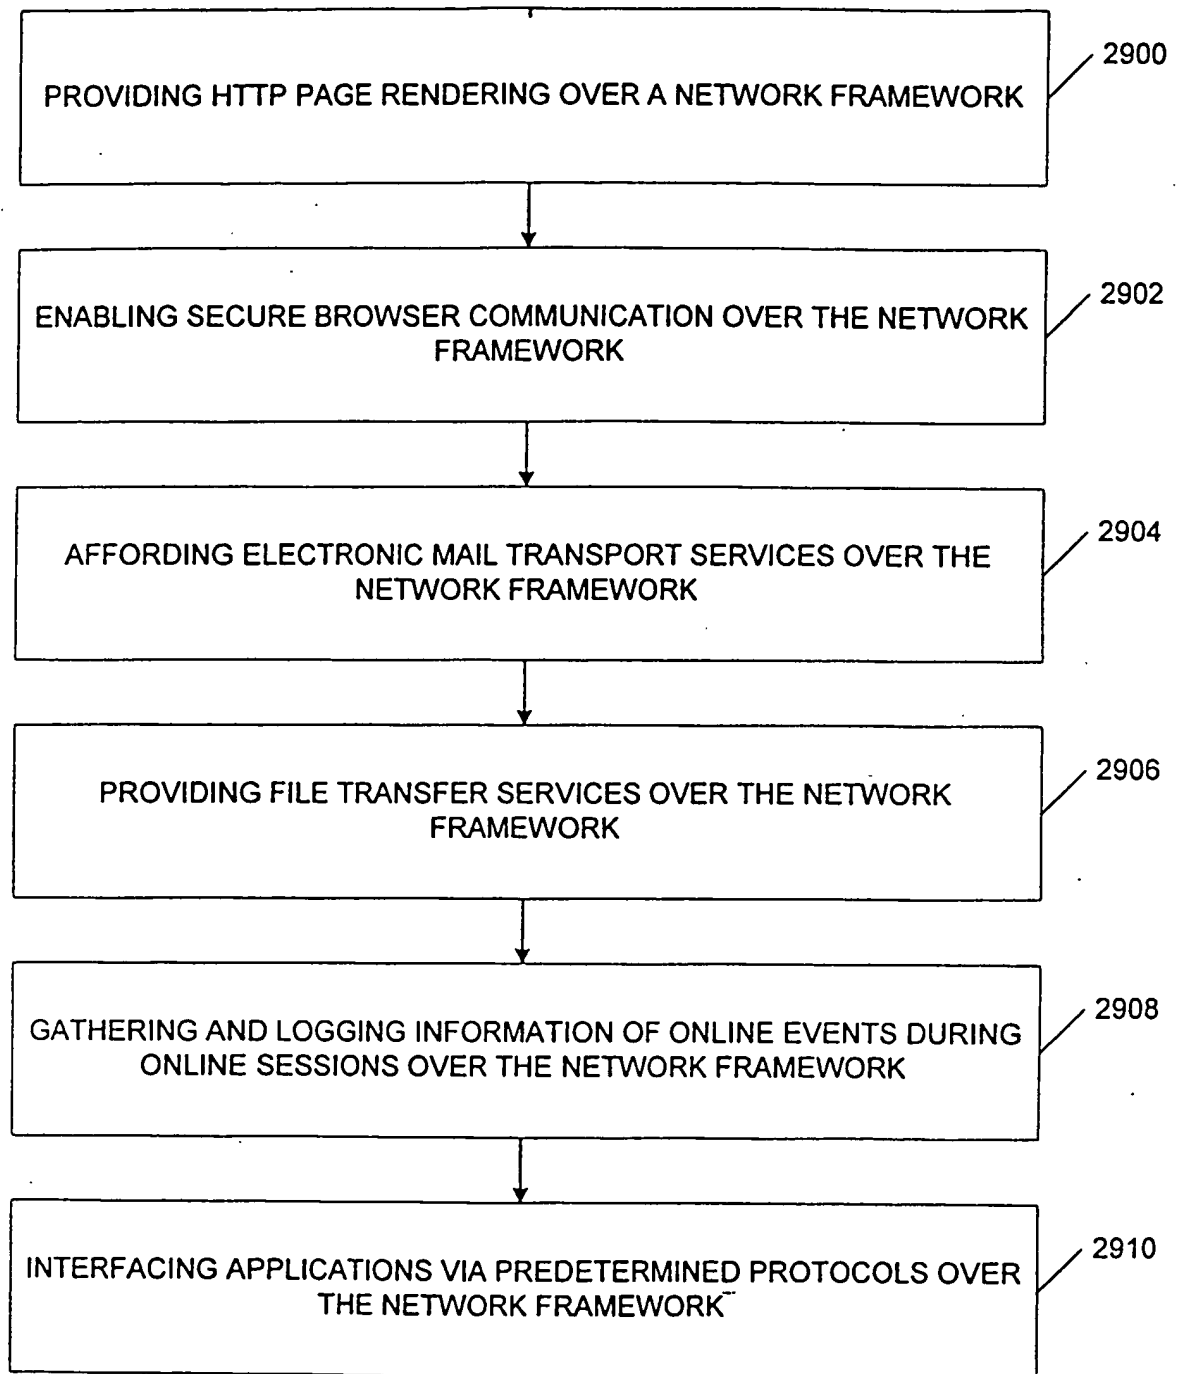 2900
PROVIDING HTTP PAGE RENDERING OVER A NETWORK FRAMEWORK
2902
ENABLING SECURE BROWSER COMMUNICATION OVER THE NETWORK
FRAMEWORK
2904
AFFORDING ELECTRONIC MAIL TRANSPORT SERVICES OVER THE
NETWORK FRAMEWORK
2906
PROVIDING FILE TRANSFER SERVICES OVER THE NETWORK
FRAMEWORK
2908
GATHERING AND LOGGING INFORMATION OF ONLINE EVENTS DURING
ONLINE SESSIONS OVER THE NETWORK FRAMEWORK
2910
INTERFACING APPLICATIONS VIA PREDETERMINED PROTOCOLS OVER
THE NETWORK FRAMEWORK